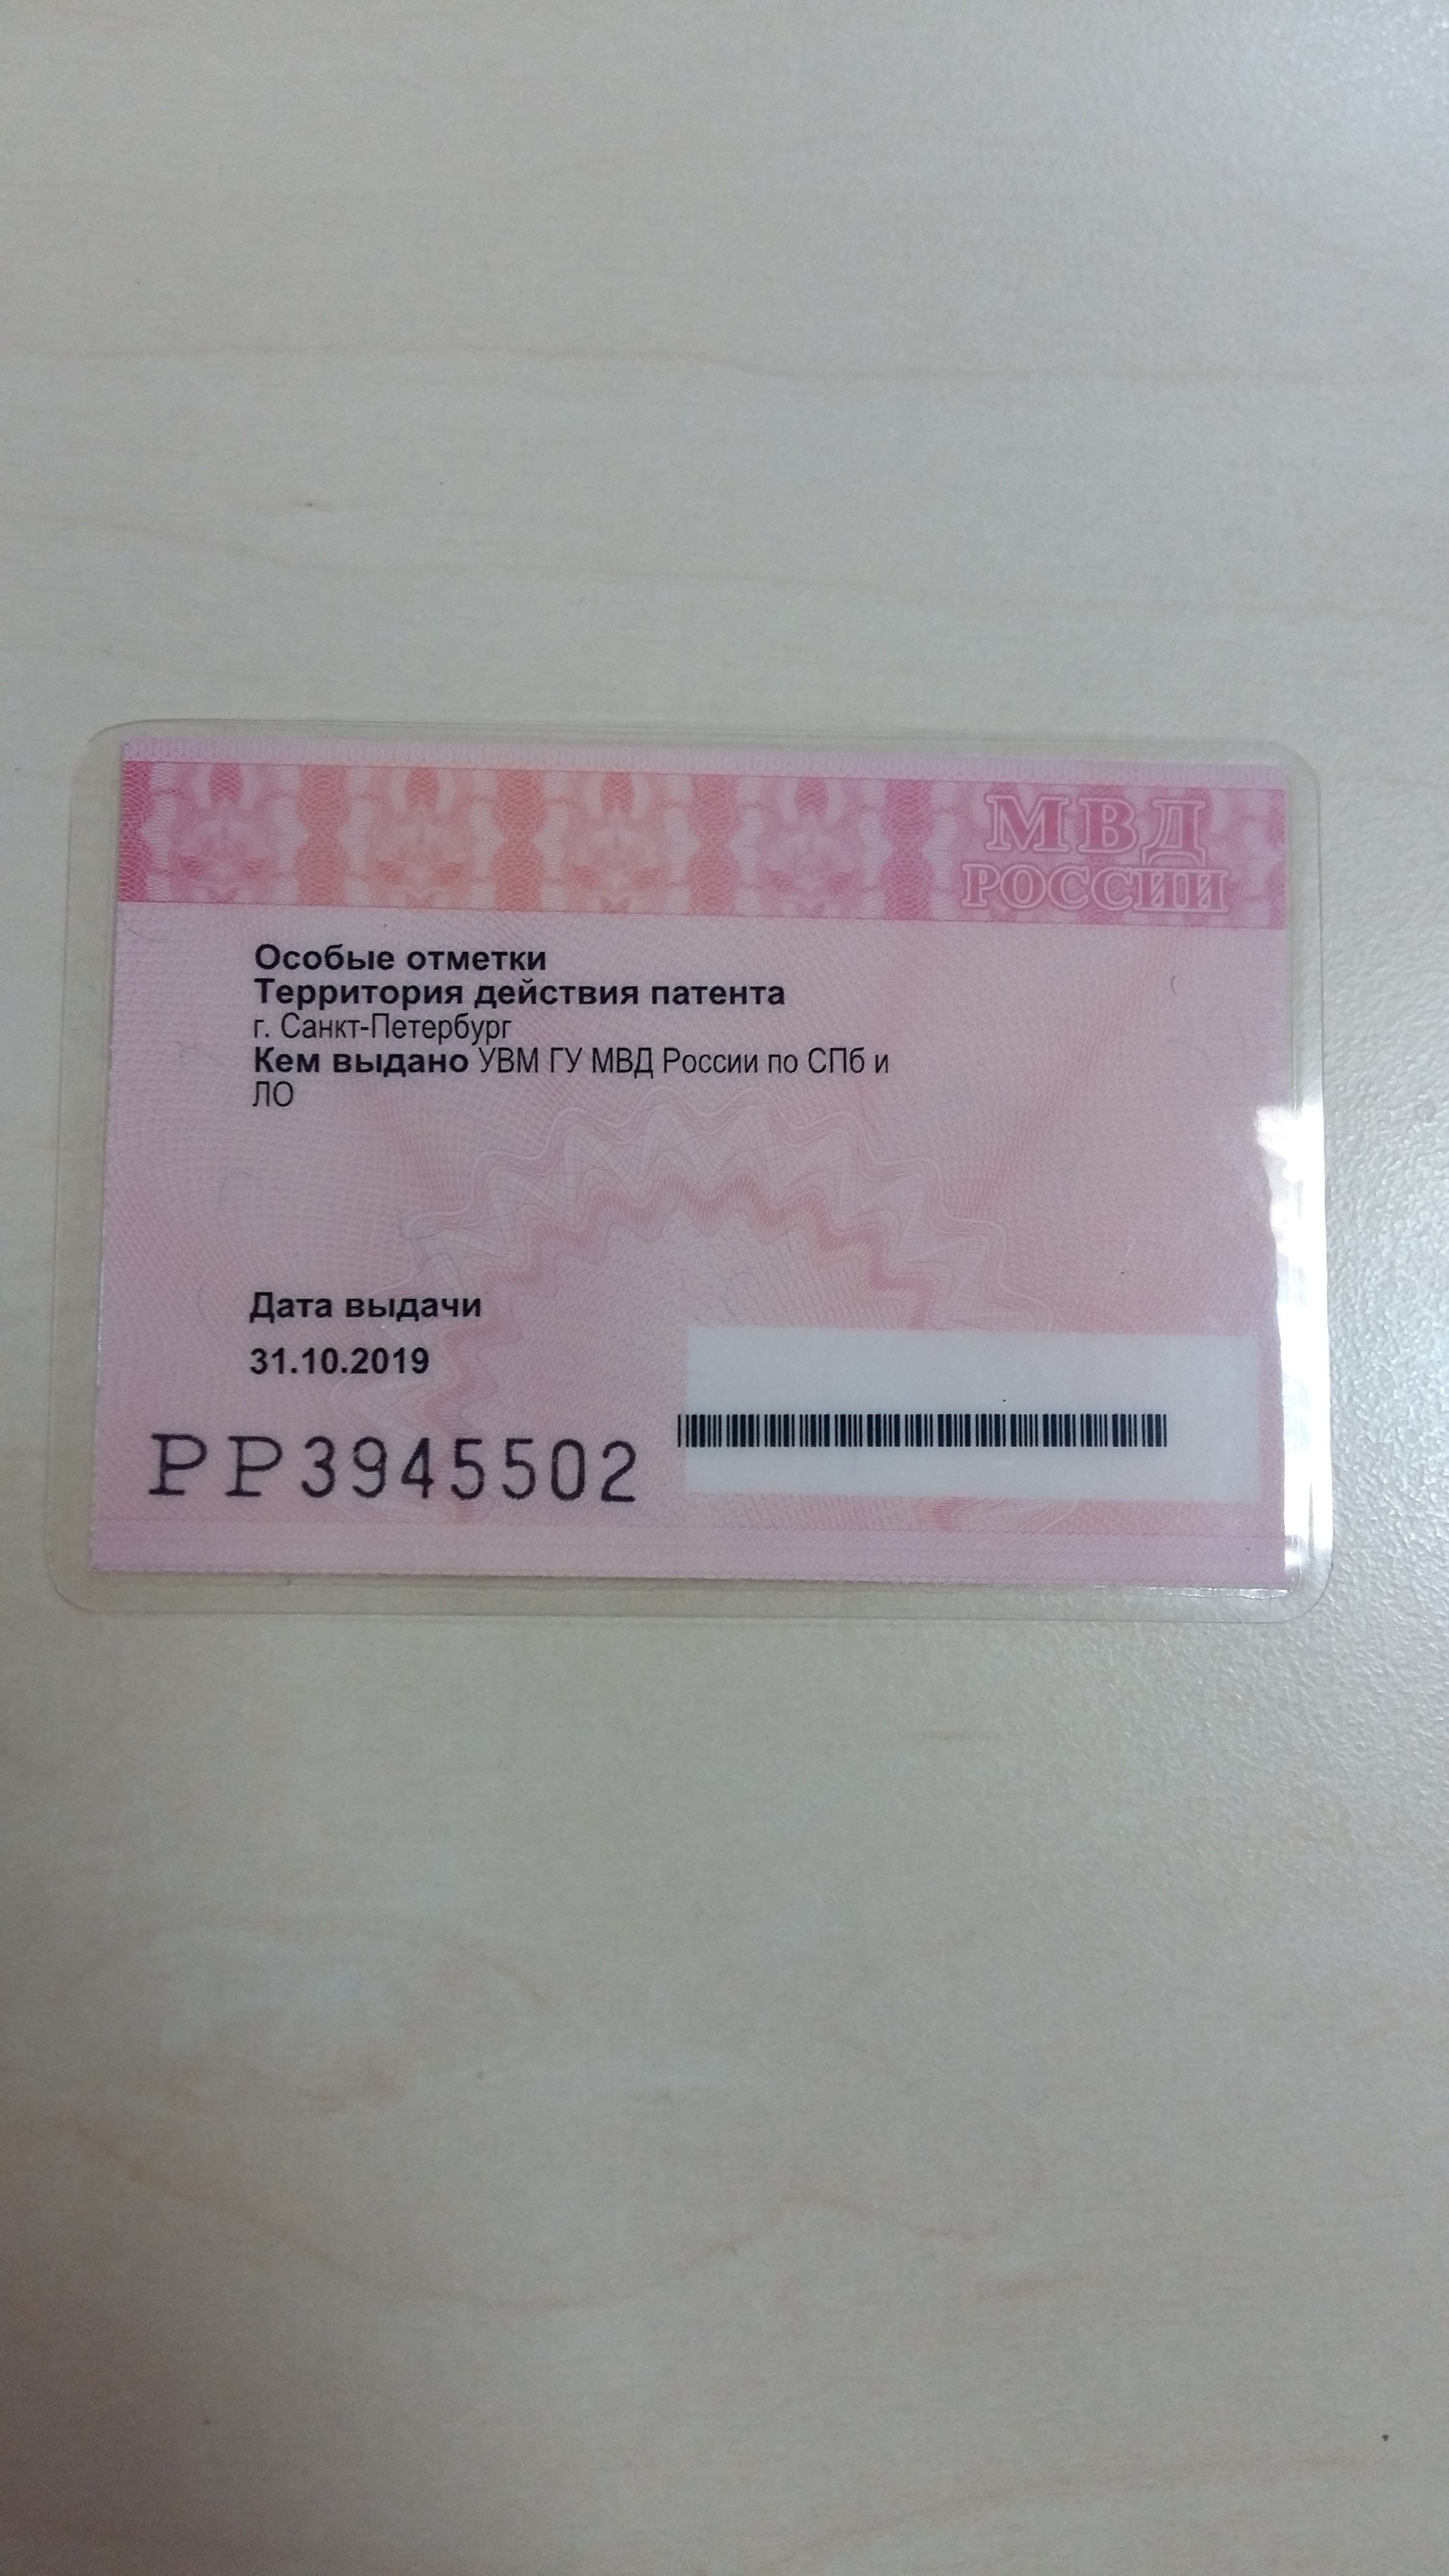 МВД
РОССИИ
Особые отметки
Территория действия патента
г. Санкт-Петербург
Кем выдано УВМ ГУ МВД России по СПб и
ЛО
Дата выдачи
31.10.2019
РР3945502